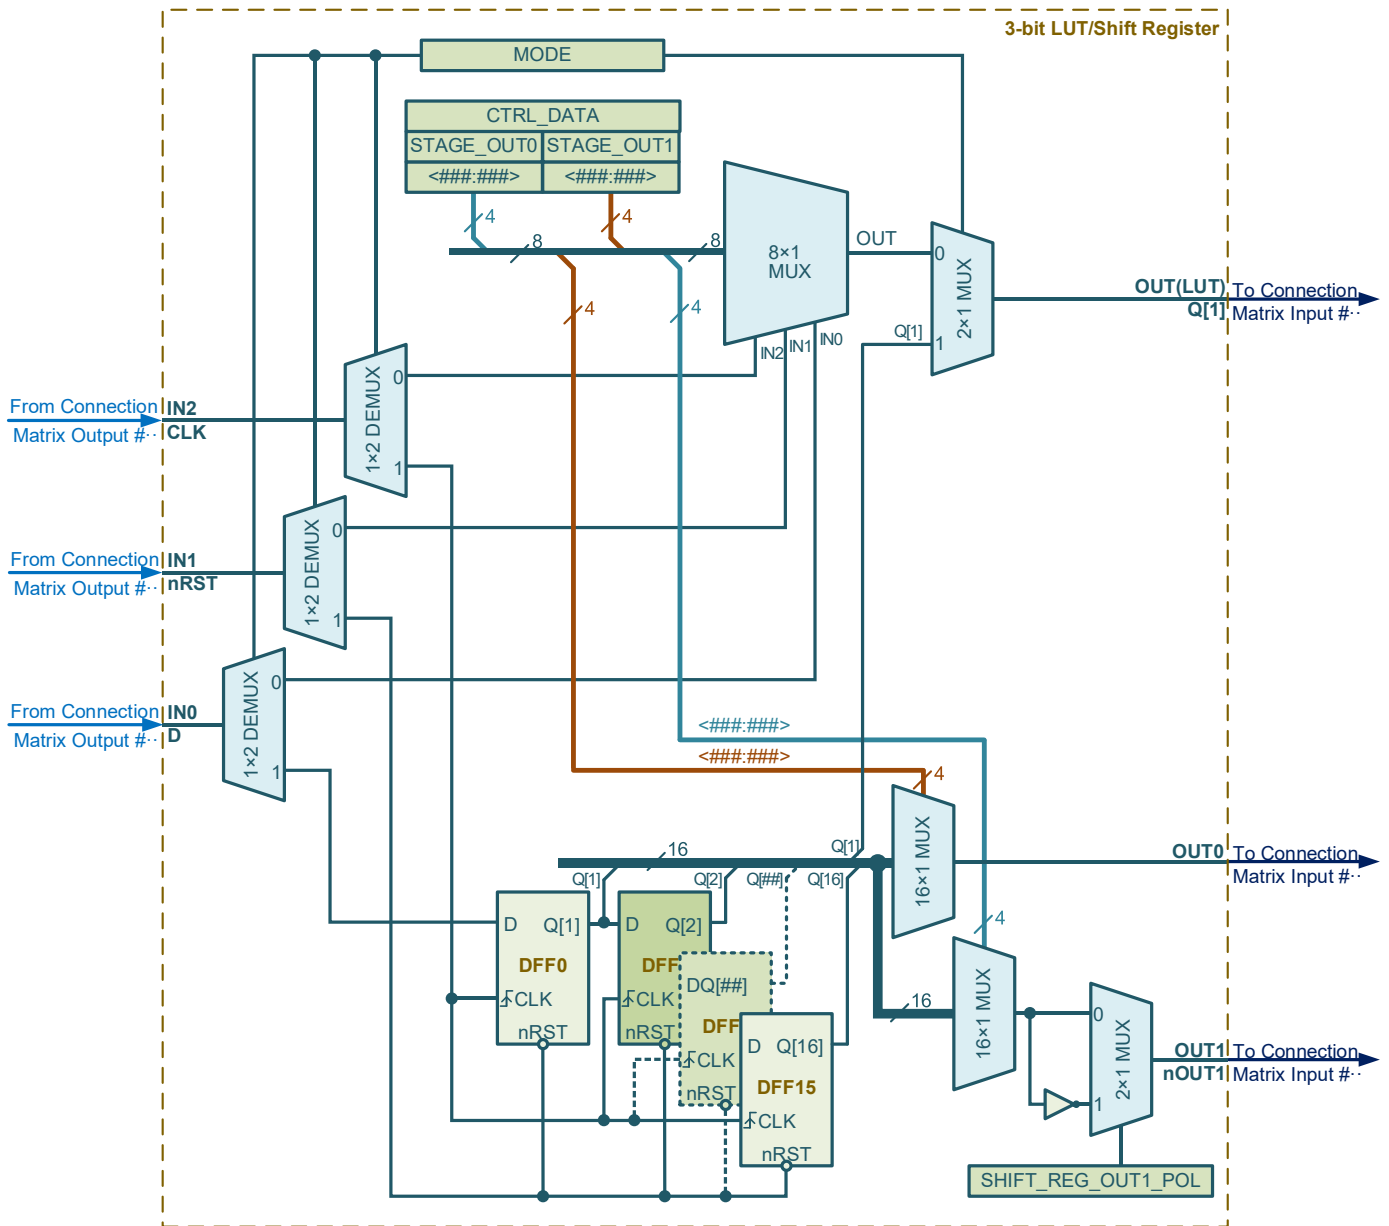 3-bit LUT/Shift Register
MODE
CTRL_DATA
STAGE_OUT0 STAGE_OUT1
<###:###> <###:###>
4 4
8 8
8×1
MUX
OUT
0
2×1 MUX
1
Q[1]
OUT(LUT)
Q[1]
To Connection
Matrix Input #··
4 4
IN2 IN1 IN0
From Connection
Matrix Output #··
IN2
CLK
0
1×2 DEMUX
1
From Connection
Matrix Output #··
IN1
nRST
0
1×2 DEMUX
1
From Connection
Matrix Output #··
IN0
D
0
1×2 DEMUX
1
<###:###>
<###:###>
4
16
Q[1]
Q[1] Q[2] Q[##] Q[16]
16×1 MUX
OUT0
To Connection
Matrix Input #··
D Q[1]
DFF0
CLK
nRST
D Q[2]
DFF
CLK
nRST
DQ[##]
DFF
CLK
nRST
D Q[16]
DFF15
CLK
nRST
4
16
16×1 MUX
0
2×1 MUX
1
OUT1
nOUT1
To Connection
Matrix Input #··
SHIFT_REG_OUT1_POL